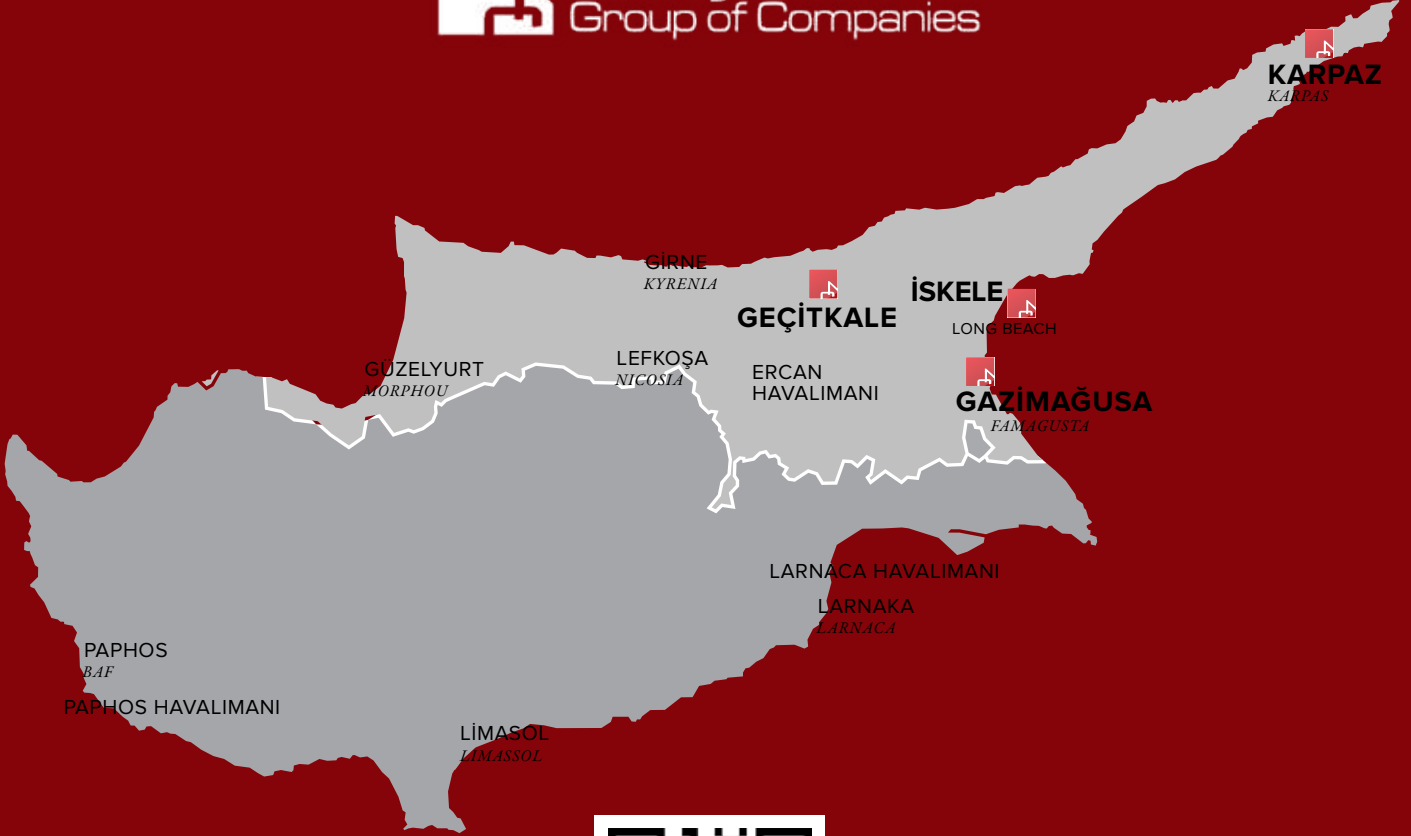 Group of Companies
KARPAZ
KARPAS
GİRNE
KYRENIA
GEÇİTKALE
İSKELE
LONG BEACH
GÜZELYURT
MORPHOU
LEFKOŞA
NICOSIA
ERCAN
HAVALIMANI
GAZİMAĞUSA
FAMAGUSTA
LARNACA HAVALIMANI
LARNAKA
LARNACA
PAPHOS
BAF
PAPHOS HAVALIMANI
LİMASOL
LIMASSOL